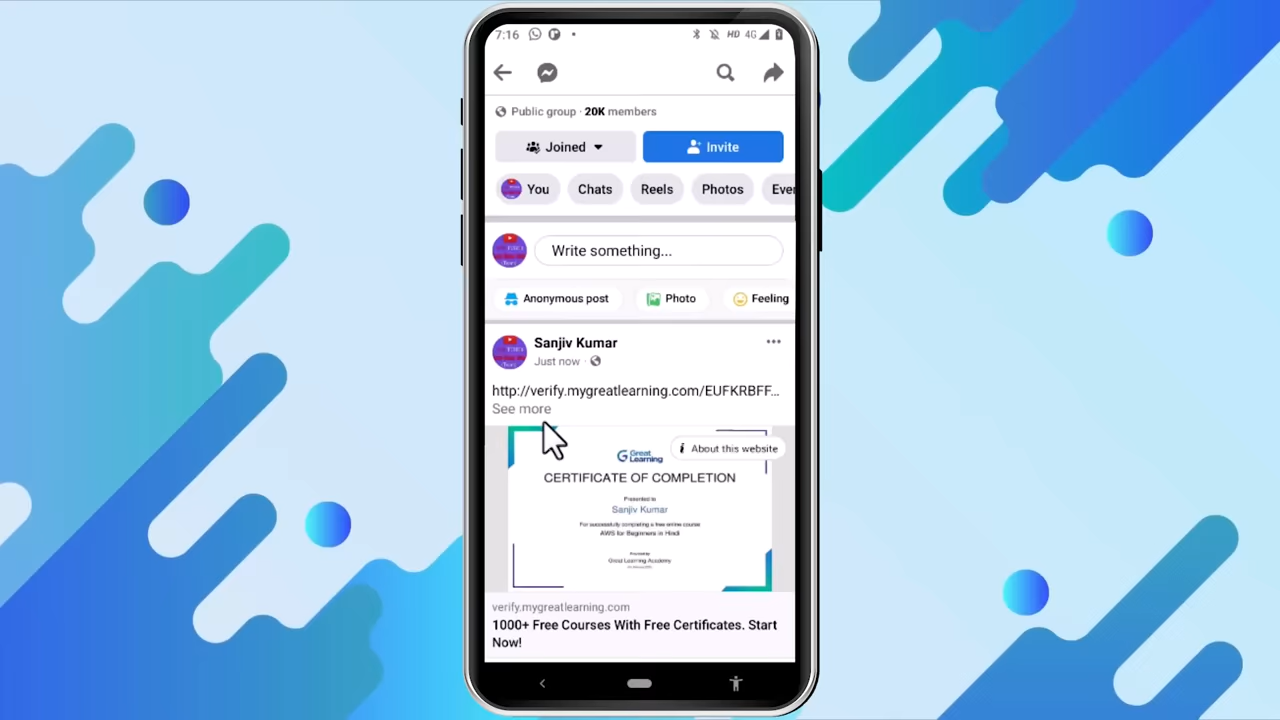 7:16 HD 4G
Public group · 20K members
Joined Invite
You Chats Reels Photos Ever
Write something...
Anonymous post Photo Feeling
Sanjiv Kumar
Just now ·
http://verify.mygreatlearning.com/EUFKRBFF...
See more
i About this website
Great
Learning
CERTIFICATE OF COMPLETION
Presented to
Sanjiv Kumar
For successfully completing a free online course
AWS for Beginners in Hindi
Provided by
Great Learning Academy
verify.mygreatlearning.com
1000+ Free Courses With Free Certificates. Start
Now!